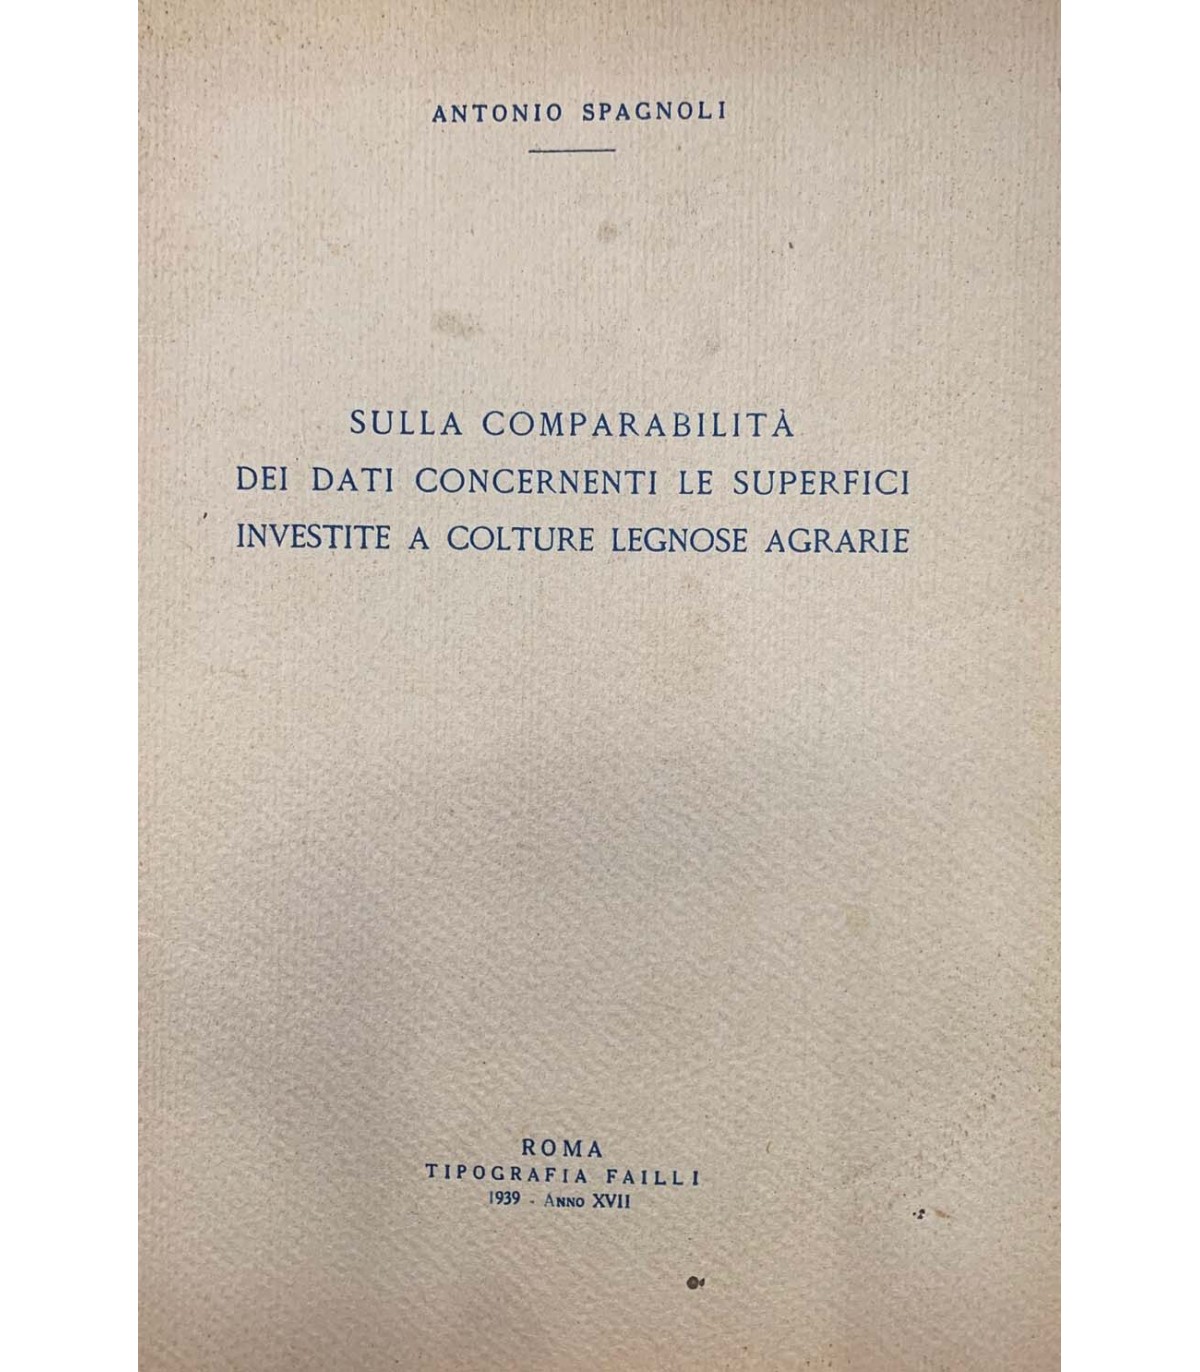 ANTONIO SPAGNOLI
SULLA COMPARABILITÀ
DEI DATI CONCERNENTI LE SUPERFICI
INVESTITE A COLTURE LEGNOSE AGRARIE
ROMA
TIPOGRAFIA FAILLI
1939 - ANNO XVII